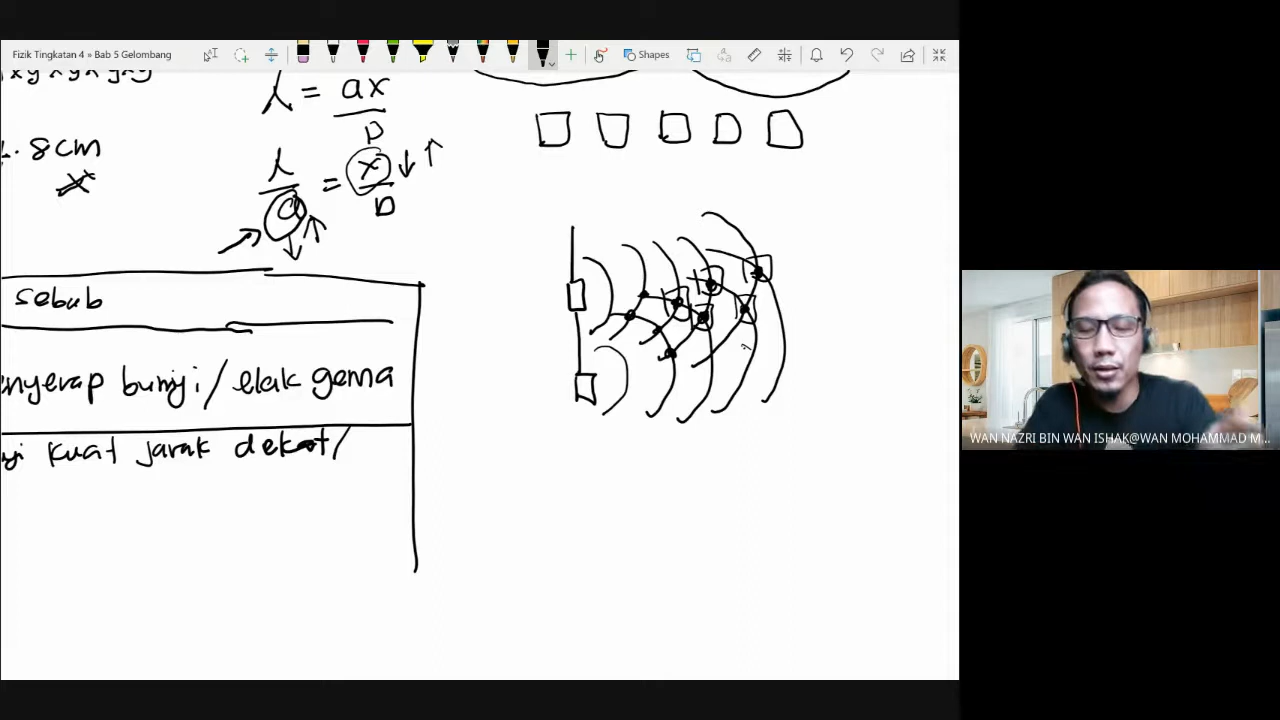 Fizik Tingkatan 4 » Bab 5 Gelombang
Shapes
λ = ax
D
8cm
x
λ = x
a D
sebab
nyerap bunyi / elak gema
kuat jarak dekat/
WAN NAZRI BIN WAN ISHAK@WAN MOHAMMAD M...